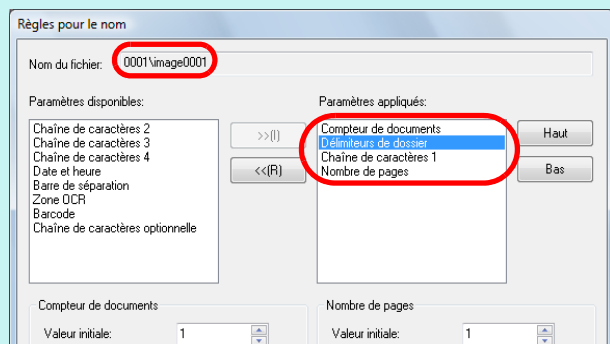 Règles pour le nom
Nom du fichier: 0001\image0001
Paramètres disponibles:
Chaîne de caractères 2
Chaîne de caractères 3
Chaîne de caractères 4
Date et heure
Barre de séparation
Zone OCR
Barcode
Chaîne de caractères optionnelle
>>(I)
<<(R)
Paramètres appliqués:
Compteur de documents
Délimiteurs de dossier
Chaîne de caractères 1
Nombre de pages
Haut
Bas
Compteur de documents
Valeur initiale: 1
Nombre de pages
Valeur initiale: 1